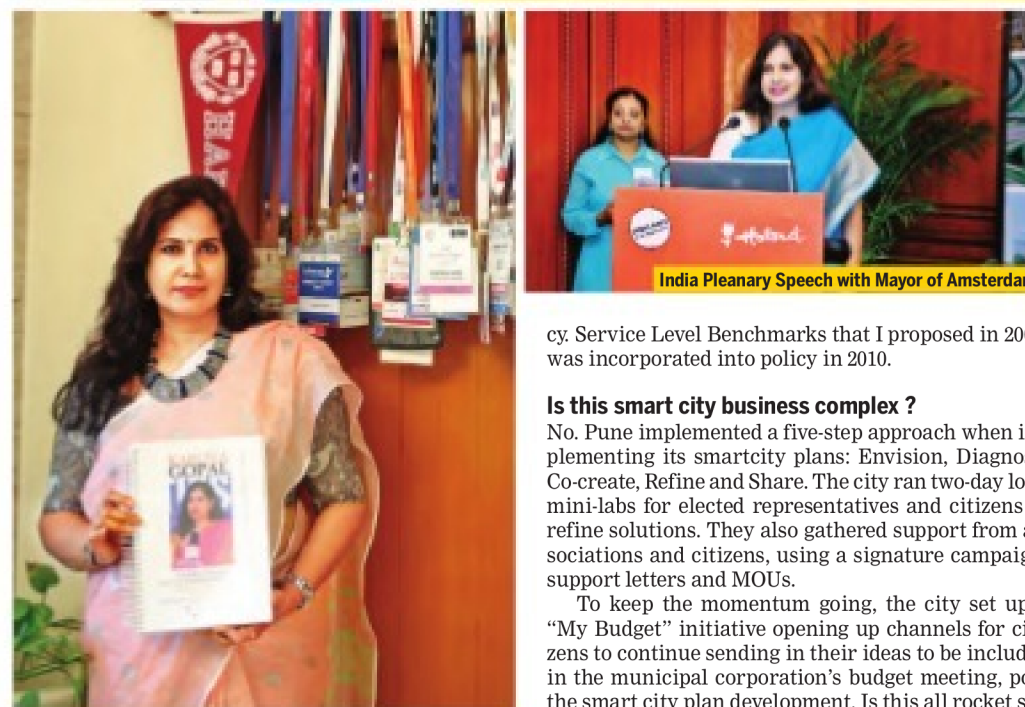 HAR
GOPAL
India Pleanary Speech with Mayor of Amsterdam
cy. Service Level Benchmarks that I proposed in 20
was incorporated into policy in 2010.
Is this smart city business complex ?
No. Pune implemented a five-step approach when i
plementing its smartcity plans: Envision, Diagnos
Co-create, Refine and Share. The city ran two-day lo
mini-labs for elected representatives and citizens
refine solutions. They also gathered support from a
sociations and citizens, using a signature campaig
support letters and MOUs.
To keep the momentum going, the city set up
“My Budget” initiative opening up channels for ci
zens to continue sending in their ideas to be includ
in the municipal corporation’s budget meeting, po
the smart city plan development. Is this all rocket s